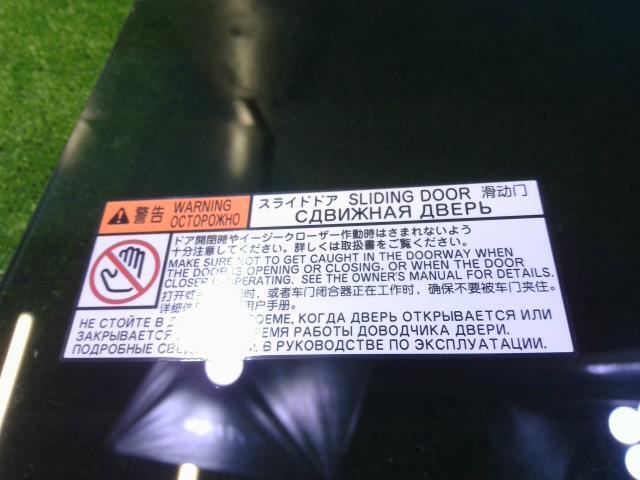 警告 WARNING ОСТОРОЖНО
スライドドア SLIDING DOOR 滑动门
СДВИЖНАЯ ДВЕРЬ
ドア開閉時やイージークローザー作動時はさまれないよう
十分注意してください。詳しくは取扱書をご覧ください。
MAKE SURE NOT TO GET CAUGHT IN THE DOORWAY WHEN
THE DOOR IS OPENING OR CLOSING, OR WHEN THE DOOR
CLOSER IS OPERATING. SEE THE OWNER'S MANUAL FOR DETAILS.
打开或 时，或者车门闭合器正在工作时，确保不要被车门夹住。
详细 用户手册。
НЕ СТОЙТЕ В КОГДА ДВЕРЬ ОТКРЫВАЕТСЯ ИЛИ
ЗАКРЫВАЕТСЯ РАБОТЫ ДОВОДЧИКА ДВЕРИ.
ПОДРОБНЫЕ В РУКОВОДСТВЕ ПО ЭКСПЛУАТАЦИИ.